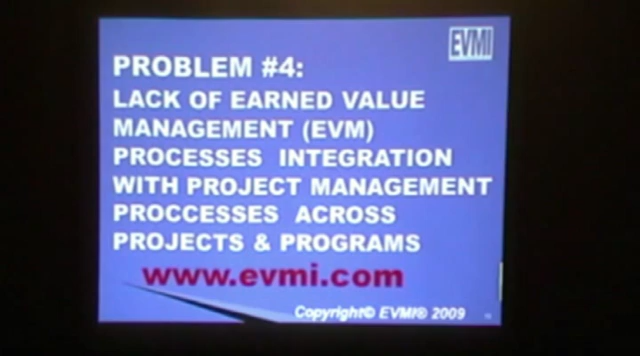 EVMI
PROBLEM #4:
LACK OF EARNED VALUE
MANAGEMENT (EVM)
PROCESSES INTEGRATION
WITH PROJECT MANAGEMENT
PROCCESSES ACROSS
PROJECTS & PROGRAMS
www.evmi.com
Copyright© EVMI® 2009